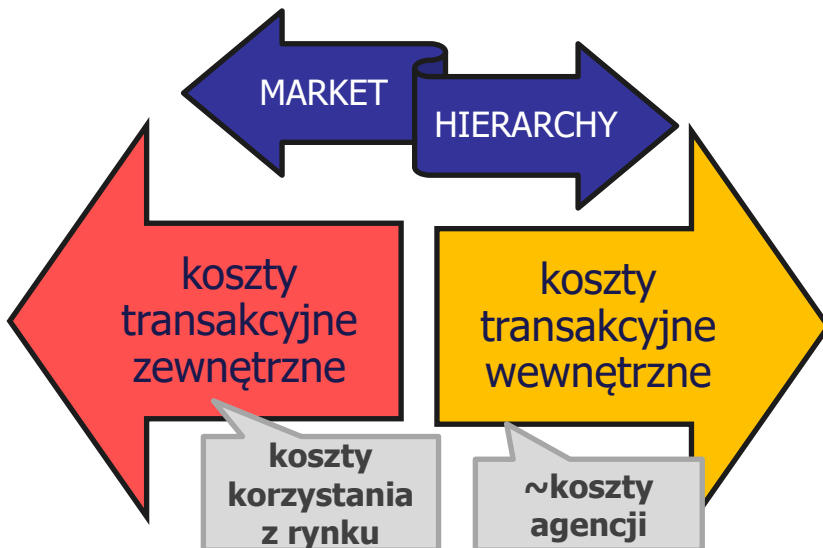 MARKET
HIERARCHY
koszty
transakcyjne
zewnętrzne
koszty
transakcyjne
wewnętrzne
koszty
korzystania
z rynku
~koszty
agencji